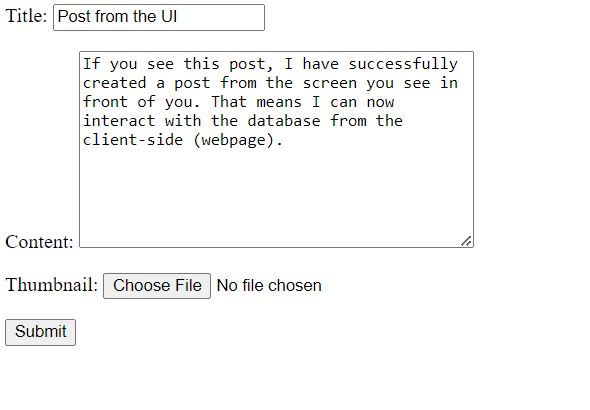 Title: Post from the UI
If you see this post, I have successfully
created a post from the screen you see in
front of you. That means I can now
interact with the database from the
client-side (webpage).
Content:
Thumbnail: Choose File No file chosen
Submit